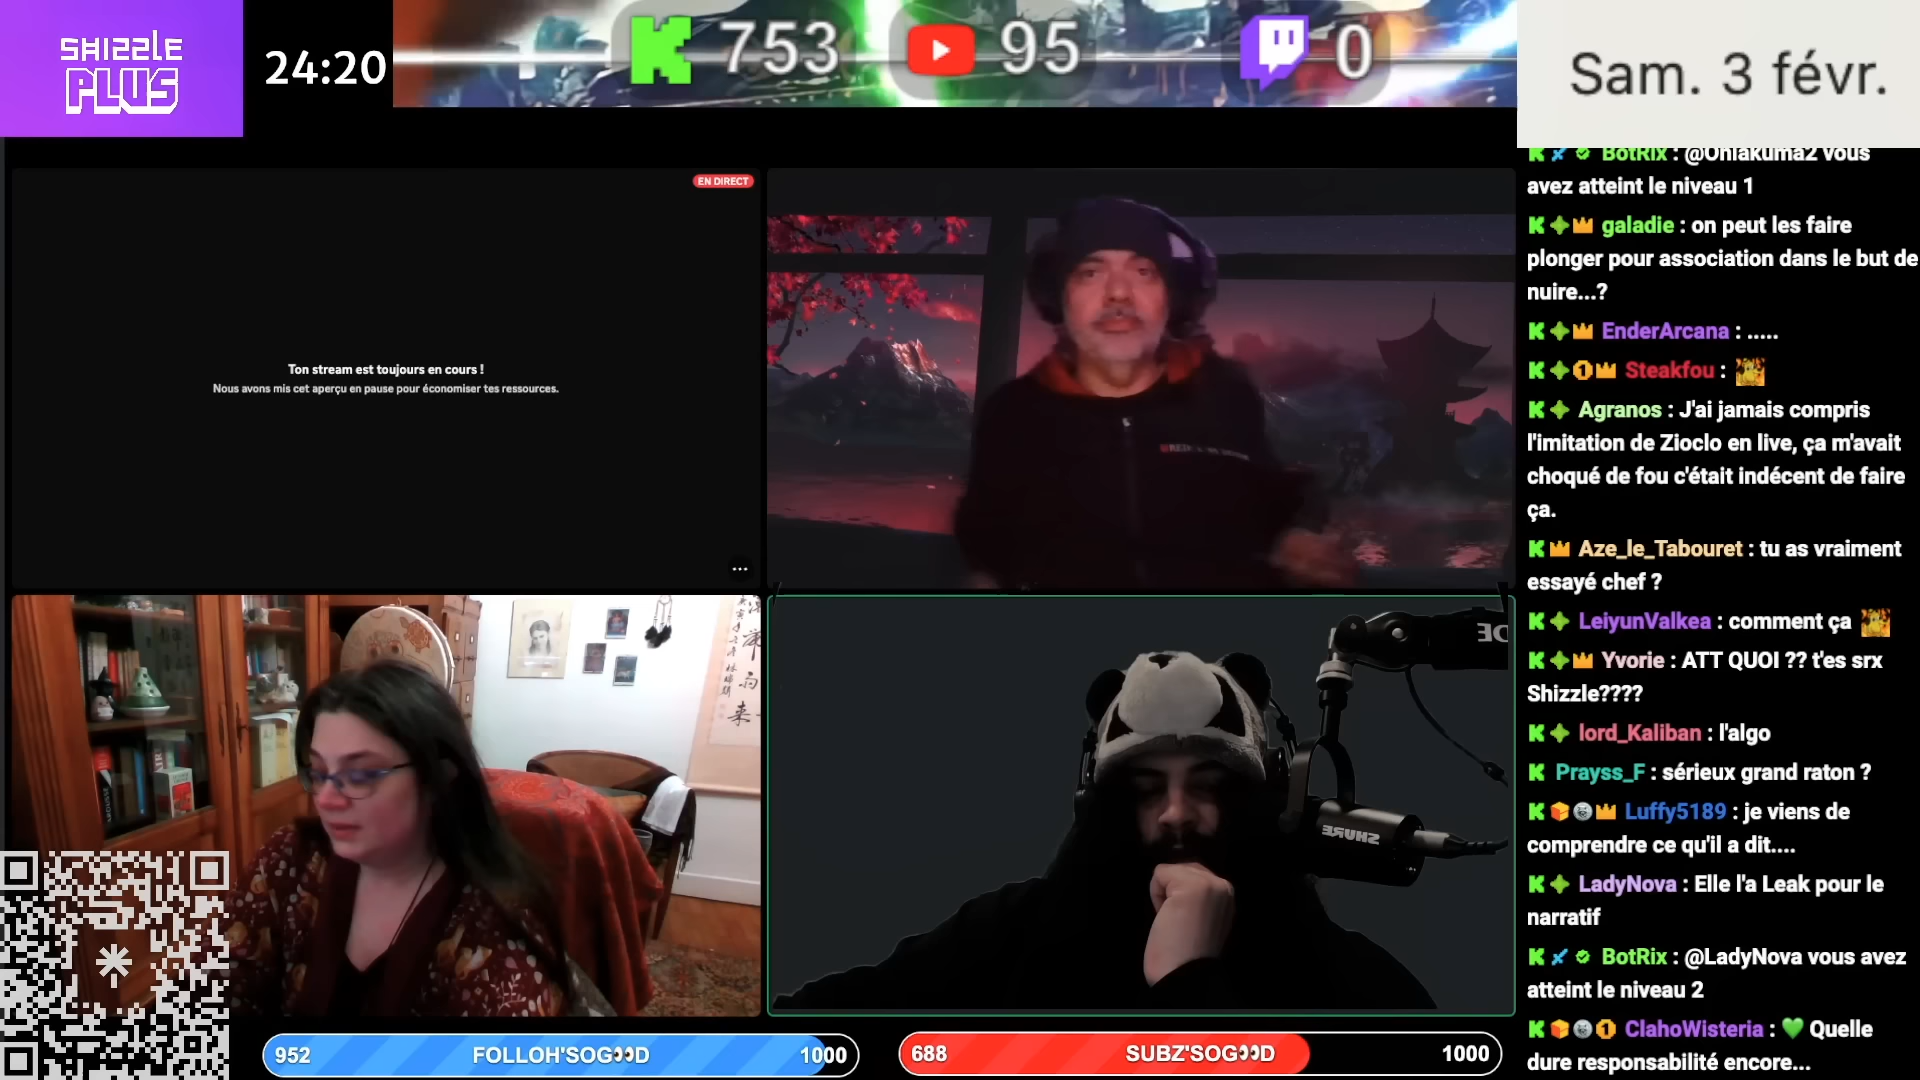 SHIZZLE
PLUS
24:20
753
95
0
Sam. 3 févr.
EN DIRECT
Ton stream est toujours en cours !
Nous avons mis cet aperçu en pause pour économiser tes ressources.
BotRix : @Ohlakuma2 vous
avez atteint le niveau 1
galadie : on peut les faire
plonger pour association dans le but de
nuire...?
EnderArcana : .....
Steakfou :
Agranos : J'ai jamais compris
l'imitation de Zioclo en live, ça m'avait
choqué de fou c'était indécent de faire
ça.
Aze_le_Tabouret : tu as vraiment
essayé chef ?
LeiyunValkea : comment ça
Yvorie : ATT QUOI ?? t'es srx
Shizzle????
lord_Kaliban : l'algo
Prayss_F : sérieux grand raton ?
Luffy5189 : je viens de
comprendre ce qu'il a dit....
LadyNova : Elle l'a Leak pour le
narratif
BotRix : @LadyNova vous avez
atteint le niveau 2
ClahoWisteria : 💚 Quelle
dure responsabilité encore...
SHURE
952 FOLLOH'SOG👀D 1000
688 SUBZ'SOG👀D 1000